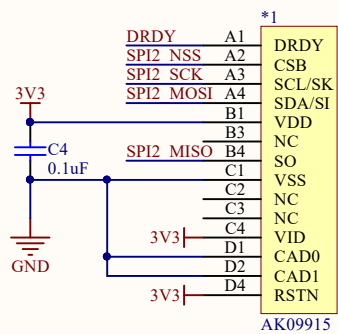 *1
DRDY A1 DRDY
SPI2_NSS A2 CSB
SPI2_SCK A3 SCL/SK
SPI2_MOSI A4 SDA/SI
3V3 B1 VDD
B3 NC
C4 SPI2_MISO B4 SO
0.1uF C1 VSS
C2 NC
C3 NC
3V3 C4 VID
D1 CAD0
GND D2 CAD1
3V3 D4 RSTN
AK09915